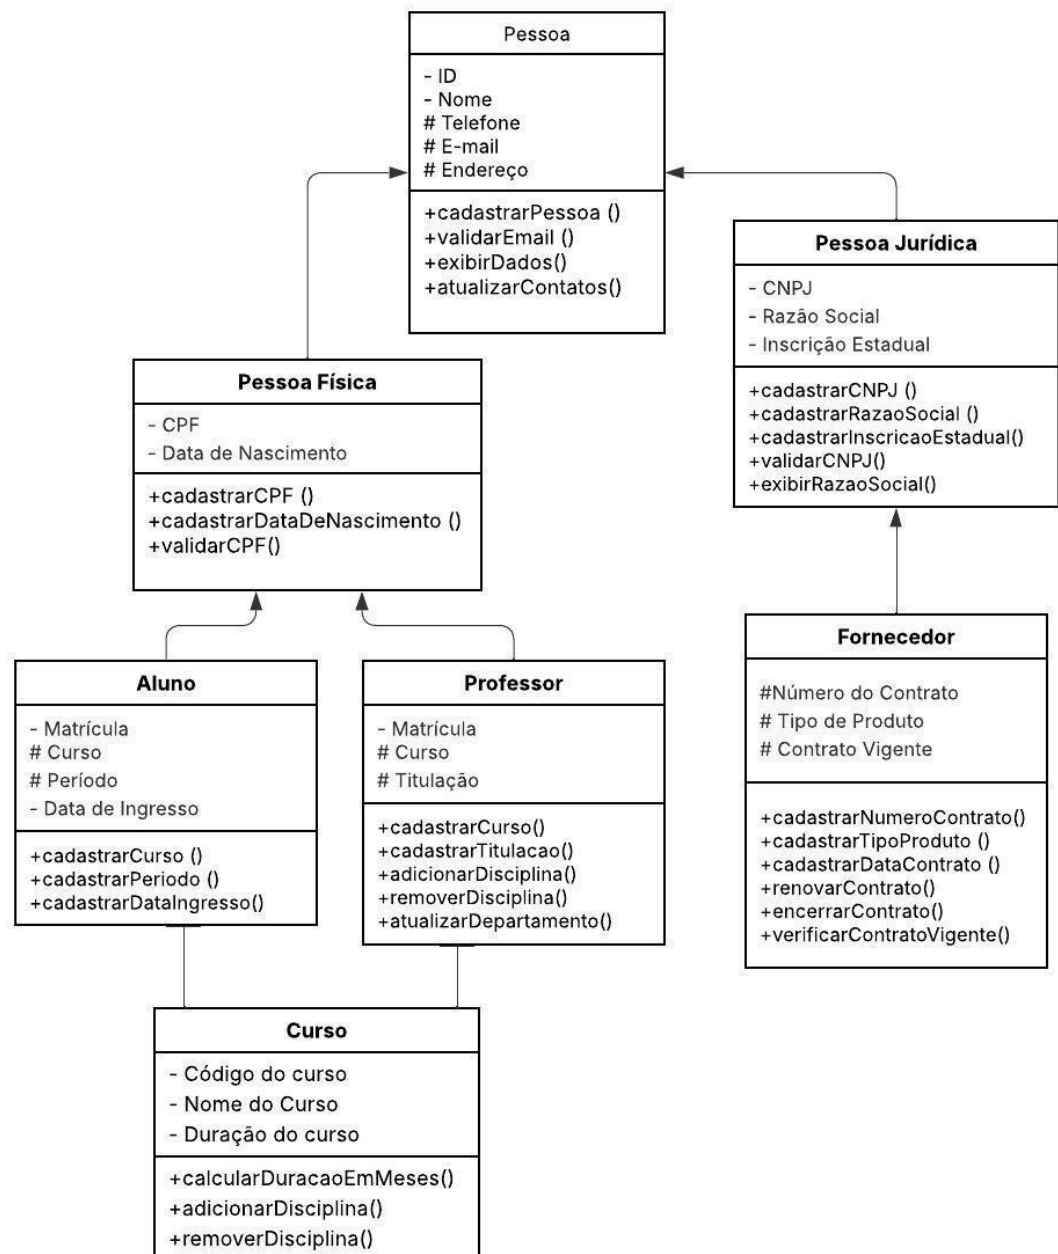 Pessoa
- ID
- Nome
# Telefone
# E-mail
# Endereço
+cadastrarPessoa ()
+validarEmail ()
+exibirDados()
+atualizarContatos()
Pessoa Jurídica
- CNPJ
- Razão Social
- Inscrição Estadual
+cadastrarCNPJ ()
+cadastrarRazaoSocial ()
+cadastrarInscricaoEstadual()
+validarCNPJ()
+exibirRazaoSocial()
Pessoa Física
- CPF
- Data de Nascimento
+cadastrarCPF ()
+cadastrarDataDeNascimento ()
+validarCPF()
Aluno
- Matrícula
# Curso
# Período
- Data de Ingresso
+cadastrarCurso ()
+cadastrarPeriodo ()
+cadastrarDataIngresso()
Professor
- Matrícula
# Curso
# Titulação
+cadastrarCurso()
+cadastrarTitulacao()
+adicionarDisciplina()
+removerDisciplina()
+atualizarDepartamento()
Fornecedor
#Número do Contrato
# Tipo de Produto
# Contrato Vigente
+cadastrarNumeroContrato()
+cadastrarTipoProduto ()
+cadastrarDataContrato ()
+renovarContrato()
+encerrarContrato()
+verificarContratoVigente()
Curso
- Código do curso
- Nome do Curso
- Duração do curso
+calcularDuracaoEmMeses()
+adicionarDisciplina()
+removerDisciplina()